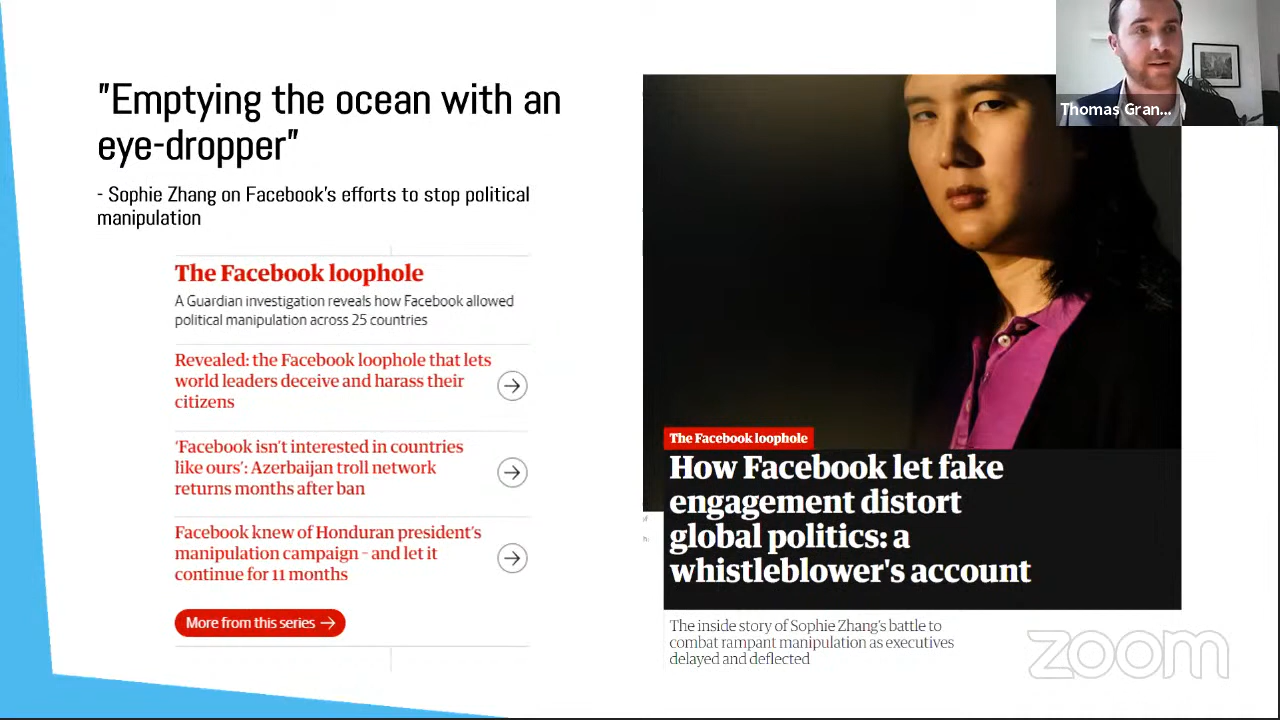 "Emptying the ocean with an
eye-dropper"
- Sophie Zhang on Facebook's efforts to stop political
manipulation
The Facebook loophole
A Guardian investigation reveals how Facebook allowed
political manipulation across 25 countries
Revealed: the Facebook loophole that lets
world leaders deceive and harass their
citizens
‘Facebook isn’t interested in countries
like ours’: Azerbaijan troll network
returns months after ban
Facebook knew of Honduran president’s
manipulation campaign – and let it
continue for 11 months
More from this series →
Thomas Gran...
The Facebook loophole
How Facebook let fake
engagement distort
global politics: a
whistleblower's account
The inside story of Sophie Zhang’s battle to
combat rampant manipulation as executives
delayed and deflected
zoom